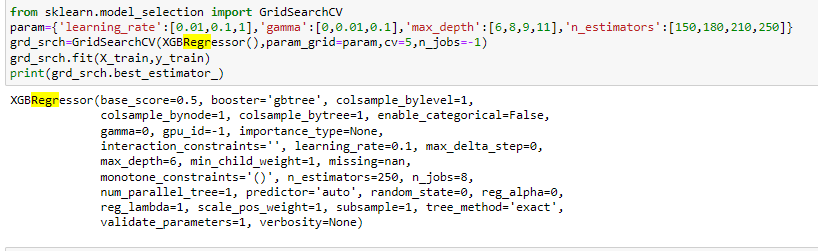 from sklearn.model_selection import GridSearchCV
param={'learning_rate':[0.01,0.1,1],'gamma':[0,0.01,0.1],'max_depth':[6,8,9,11],'n_estimators':[150,180,210,250]}
grd_srch=GridSearchCV(XGBRegressor(),param_grid=param,cv=5,n_jobs=-1)
grd_srch.fit(X_train,y_train)
print(grd_srch.best_estimator_)
XGBRegressor(base_score=0.5, booster='gbtree', colsample_bylevel=1,
colsample_bynode=1, colsample_bytree=1, enable_categorical=False,
gamma=0, gpu_id=-1, importance_type=None,
interaction_constraints='', learning_rate=0.1, max_delta_step=0,
max_depth=6, min_child_weight=1, missing=nan,
monotone_constraints='()', n_estimators=250, n_jobs=8,
num_parallel_tree=1, predictor='auto', random_state=0, reg_alpha=0,
reg_lambda=1, scale_pos_weight=1, subsample=1, tree_method='exact',
validate_parameters=1, verbosity=None)